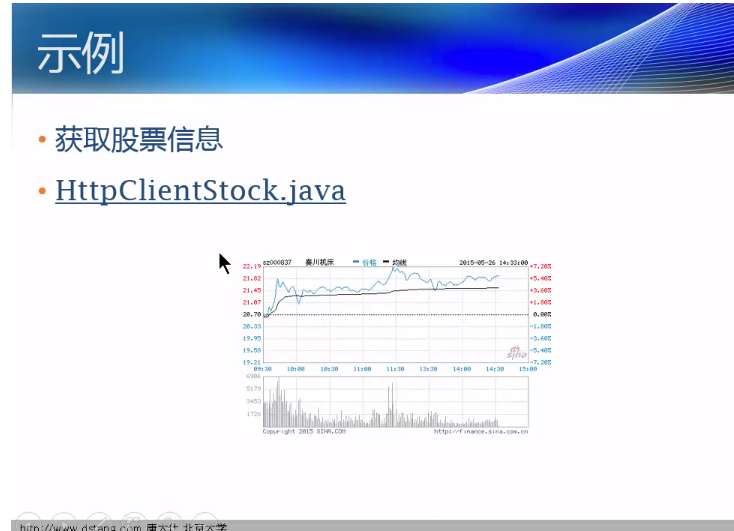 示例
• 获取股票信息
• HttpClientStock.java
sz000837 秦川机床 价格 均线 2015-05-26 14:33:00
22.19 +7.20%
21.82 +5.40%
21.45 +3.60%
21.07 +1.80%
20.70 0.00%
20.33 -1.80%
19.95 -3.60%
19.58 -5.40%
19.21 -7.20%
sina
09:30 10:00 10:30 11:00 11:30 13:30 14:00 14:30 15:00
6906
5179
3453
1726
Copyright 2015 SINA.COM http://finance.sina.com.cn
http://www.dstang.com 唐大仕 北京大学